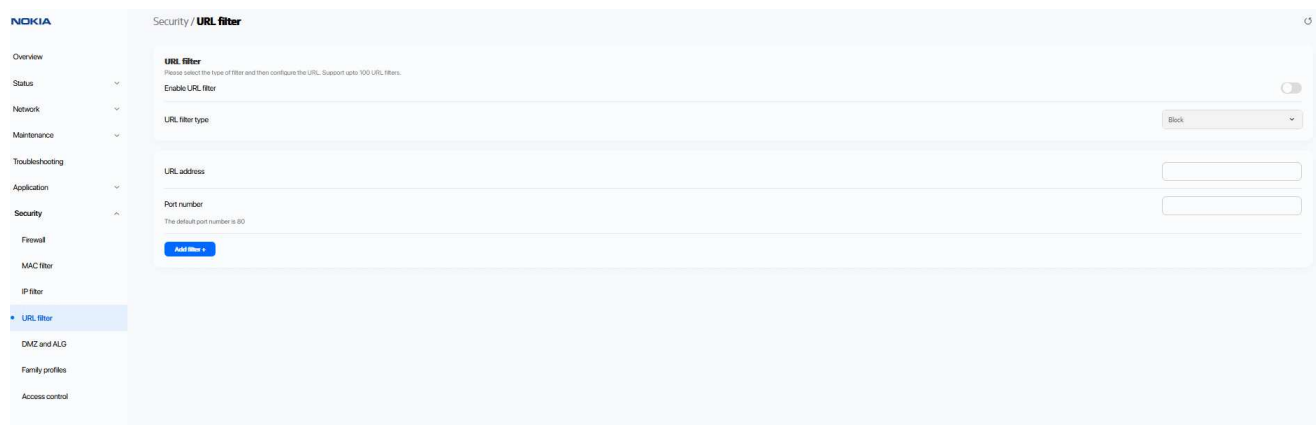 NOKIA
Overview
Status
Network
Maintenance
Troubleshooting
Application
Security
Firewall
MAC filter
IP filter
URL filter
DMZ and ALG
Family profiles
Access control
Security / URL filter
URL filter
Please select the type of filter and then configure the URL. Support upto 100 URL filters.
Enable URL filter
URL filter type
Block
URL address
Port number
The default port number is 80
Add filter +